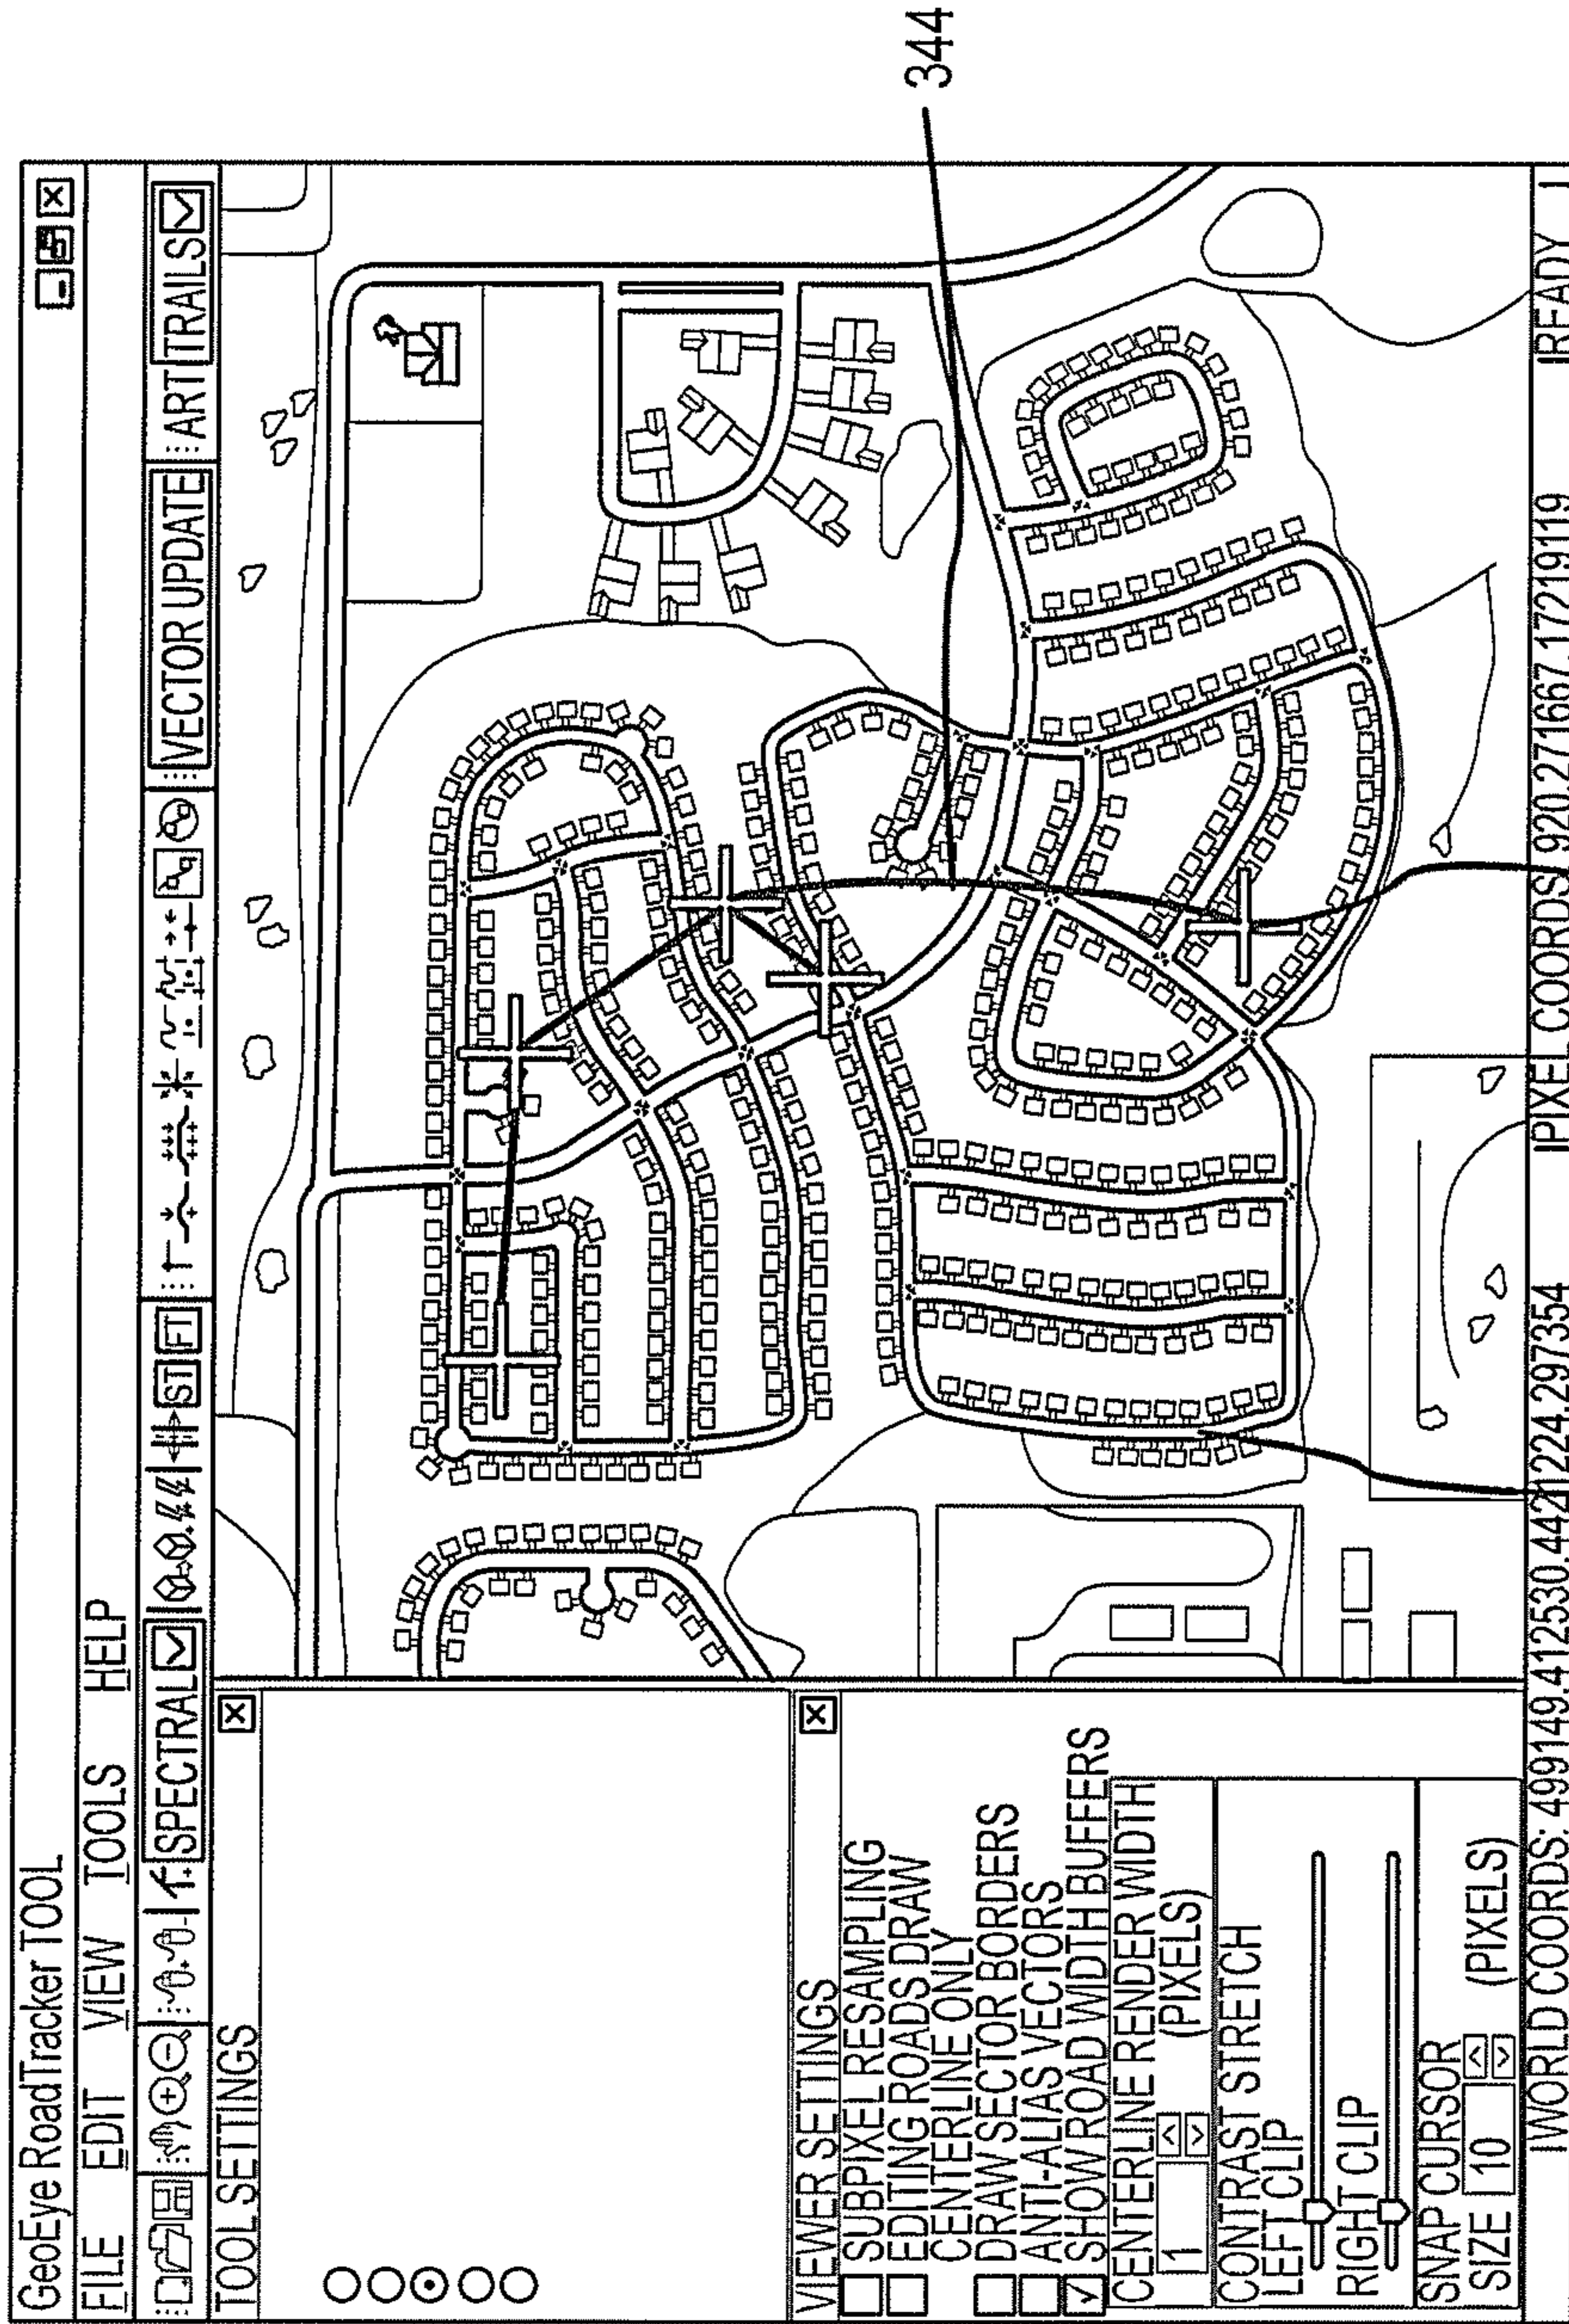 GeoEye RoadTracker TOOL
FILE EDIT VIEW TOOLS HELP
SPECTRAL ST FT VECTOR UPDATE ART TRAILS
TOOL SETTINGS
VIEWER SETTINGS
SUBPIXEL RESAMPLING
EDITING ROADS DRAW
CENTERLINE ONLY
DRAW SECTOR BORDERS
ANTI-ALIAS VECTORS
SHOW ROAD WIDTH BUFFERS
CENTERLINE RENDER WIDTH
1 (PIXELS)
CONTRAST STRETCH
LEFT CLIP
RIGHT CLIP
SNAP CURSOR
SIZE 10 (PIXELS)
WORLD COORDS: 499149.412530.4421224.297354 PIXEL COORDS: 920.271667.17219119 READY 1
344